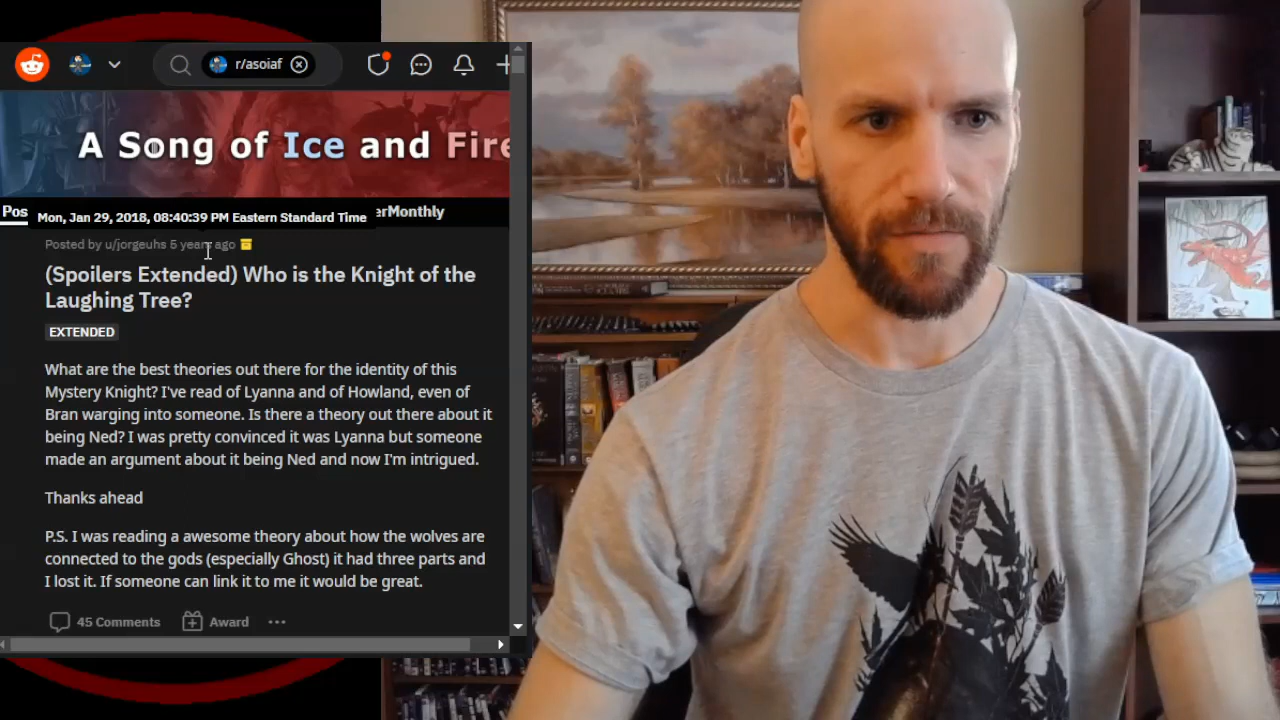 r/asoiaf
A Song of Ice and Fire
Pos
Mon, Jan 29, 2018, 08:40:39 PM Eastern Standard Time
erMonthly
Posted by u/jorgeuhs 5 years ago
(Spoilers Extended) Who is the Knight of the
Laughing Tree?
EXTENDED
What are the best theories out there for the identity of this
Mystery Knight? I've read of Lyanna and of Howland, even of
Bran warging into someone. Is there a theory out there about it
being Ned? I was pretty convinced it was Lyanna but someone
made an argument about it being Ned and now I'm intrigued.
Thanks ahead
P.S. I was reading a awesome theory about how the wolves are
connected to the gods (especially Ghost) it had three parts and
I lost it. If someone can link it to me it would be great.
45 Comments
Award